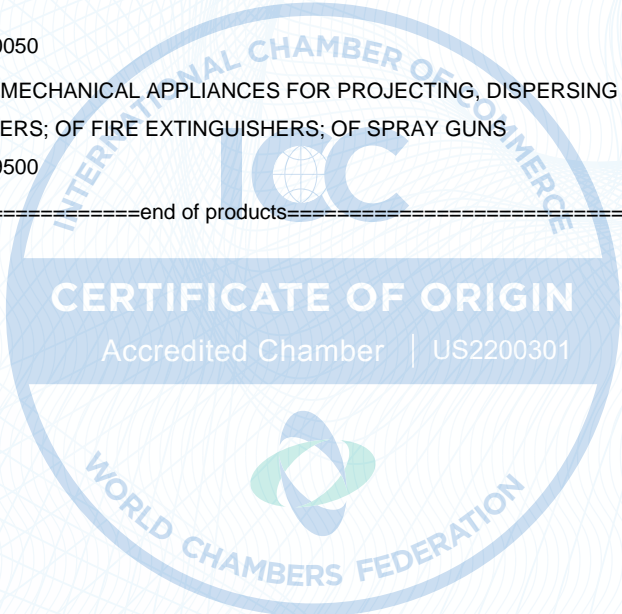 0050
MECHANICAL APPLIANCES FOR PROJECTING, DISPERSING
ERS; OF FIRE EXTINGUISHERS; OF SPRAY GUNS
0500
============end of products===========================
INTERNATIONAL CHAMBER OF COMMERCE
ICC
CERTIFICATE OF ORIGIN
Accredited Chamber | US2200301
WORLD CHAMBERS FEDERATION